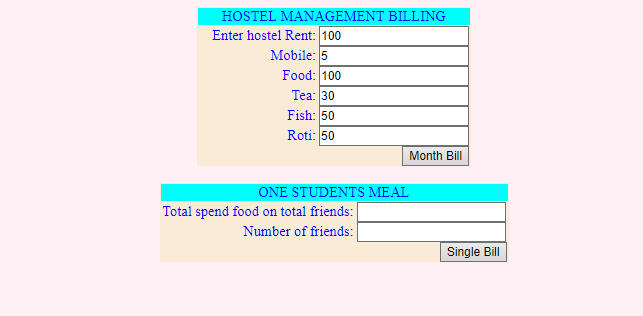 HOSTEL MANAGEMENT BILLING
Enter hostel Rent: 100
Mobile: 5
Food: 100
Tea: 30
Fish: 50
Roti: 50
Month Bill
ONE STUDENTS MEAL
Total spend food on total friends:
Number of friends:
Single Bill